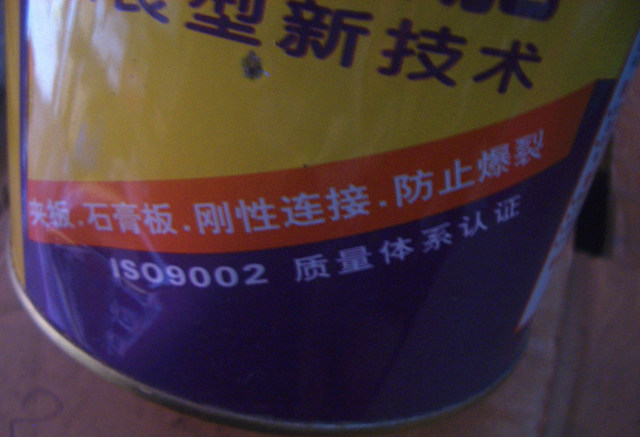 型新技术
石膏板.刚性连接.防止爆裂
ISO9002 质量体系认证